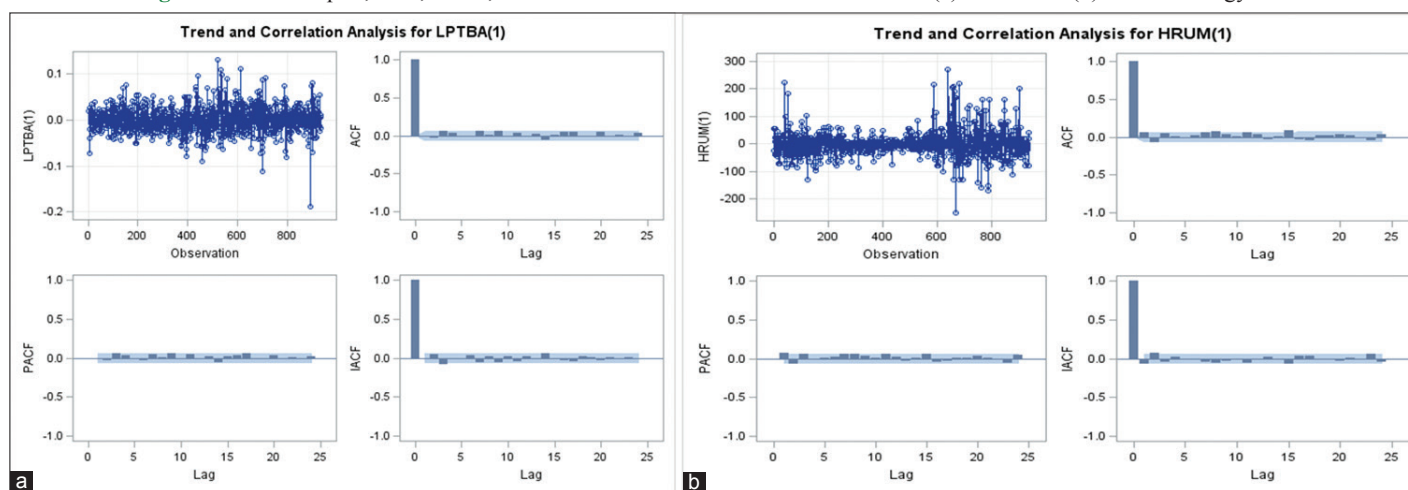 Trend and Correlation Analysis for LPTBA(1)
0.1
0.0
-0.1
-0.2
LPTBA(1)
0 200 400 600 800
Observation
1.0
0.5
0.0
-0.5
-1.0
ACF
0 5 10 15 20 25
Lag
1.0
0.5
0.0
-0.5
-1.0
PACF
0 5 10 15 20 25
Lag
1.0
0.5
0.0
-0.5
-1.0
IACF
0 5 10 15 20 25
Lag
a
Trend and Correlation Analysis for HRUM(1)
300
200
100
0
-100
-200
HRUM(1)
0 200 400 600 800
Observation
1.0
0.5
0.0
-0.5
-1.0
ACF
0 5 10 15 20 25
Lag
1.0
0.5
0.0
-0.5
-1.0
PACF
0 5 10 15 20 25
Lag
1.0
0.5
0.0
-0.5
-1.0
IACF
0 5 10 15 20 25
Lag
b